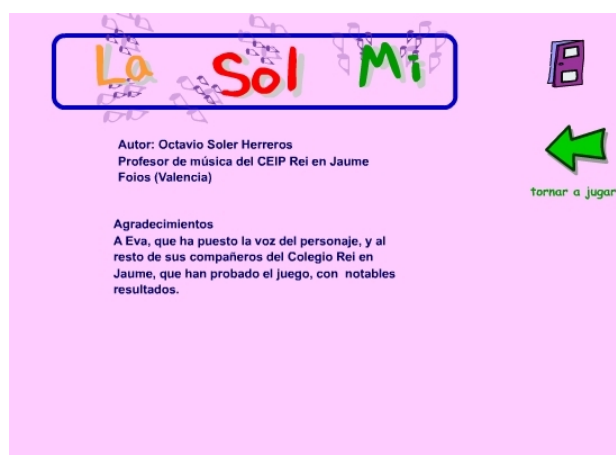 La Sol Mi
Autor: Octavio Soler Herreros
Profesor de música del CEIP Rei en Jaume
Foios (Valencia)
tornar a jugar
Agradecimientos
A Eva, que ha puesto la voz del personaje, y al
resto de sus compañeros del Colegio Rei en
Jaume, que han probado el juego, con notables
resultados.